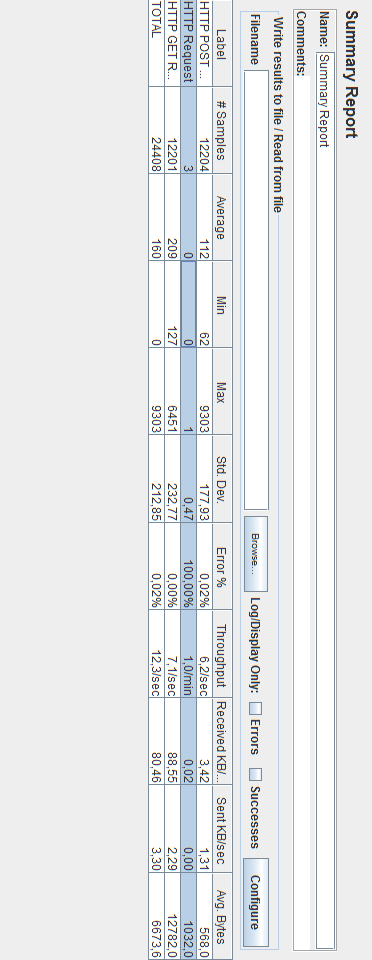 Summary Report
Name: Summary Report
Comments:
Write results to file / Read from file
Filename Browse... Log/Display Only: Errors Successes Configure
Label # Samples Average Min Max Std. Dev. Error % Throughput Received KB/... Sent KB/sec Avg. Bytes
HTTP POST ... 12204 112 62 9303 177,93 0,02% 6,2/sec 3,42 1,31 568,0
HTTP Request 3 0 0 1 0,47 100,00% 1,0/min 0,02 0,00 1032,0
HTTP GET R... 12201 209 127 6451 232,77 0,00% 7,1/sec 88,55 2,29 12782,0
TOTAL 24408 160 0 9303 212,85 0,02% 12,3/sec 80,46 3,30 6673,6